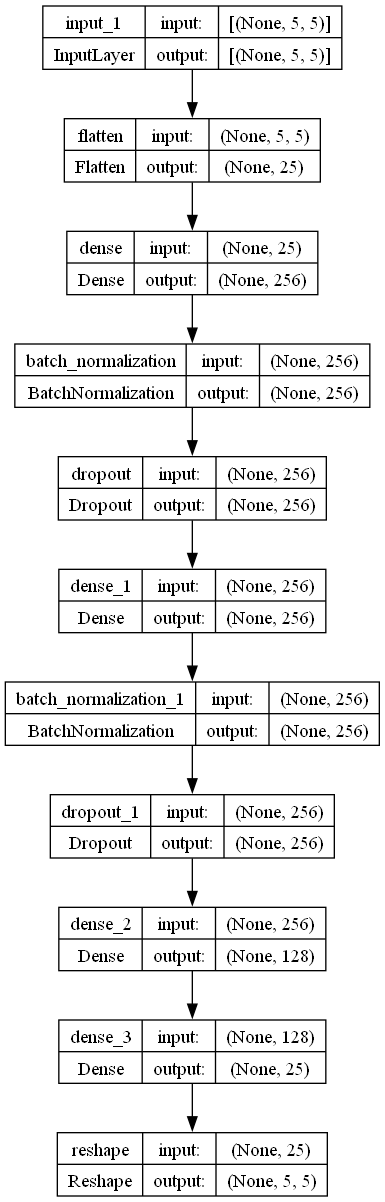 input_1 input: [(None, 5, 5)]
InputLayer output: [(None, 5, 5)]
flatten input: (None, 5, 5)
Flatten output: (None, 25)
dense input: (None, 25)
Dense output: (None, 256)
batch_normalization input: (None, 256)
BatchNormalization output: (None, 256)
dropout input: (None, 256)
Dropout output: (None, 256)
dense_1 input: (None, 256)
Dense output: (None, 256)
batch_normalization_1 input: (None, 256)
BatchNormalization output: (None, 256)
dropout_1 input: (None, 256)
Dropout output: (None, 256)
dense_2 input: (None, 256)
Dense output: (None, 128)
dense_3 input: (None, 128)
Dense output: (None, 25)
reshape input: (None, 25)
Reshape output: (None, 5, 5)